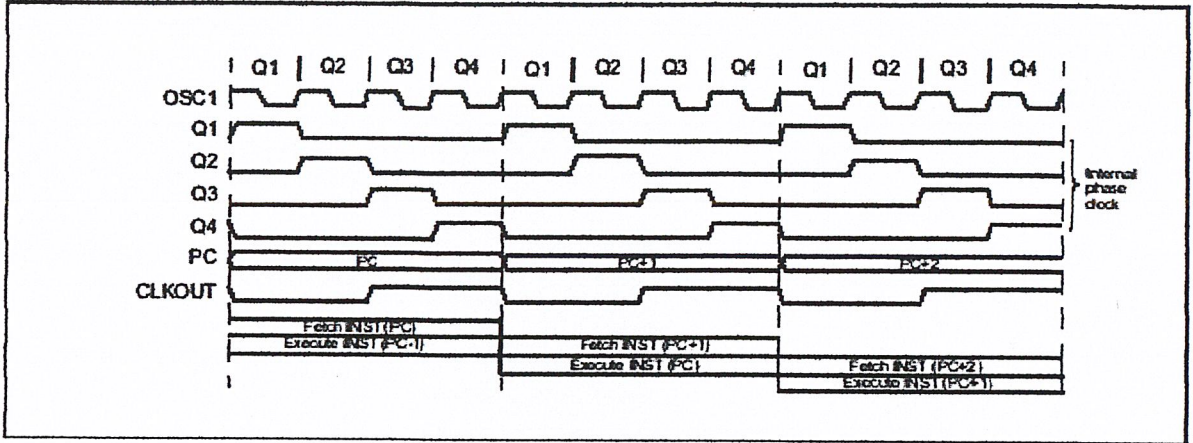 Q1 | Q2 | Q3 | Q4 | Q1 | Q2 | Q3 | Q4 | Q1 | Q2 | Q3 | Q4
OSC1
Q1
Q2
Q3
Q4
Internal
phase
clock
PC PC PC+1 PC+2
CLKOUT
Fetch INST (PC)
Execute INST (PC-1) Fetch INST (PC+1)
Execute INST (PC) Fetch INST (PC+2)
Execute INST (PC+1)